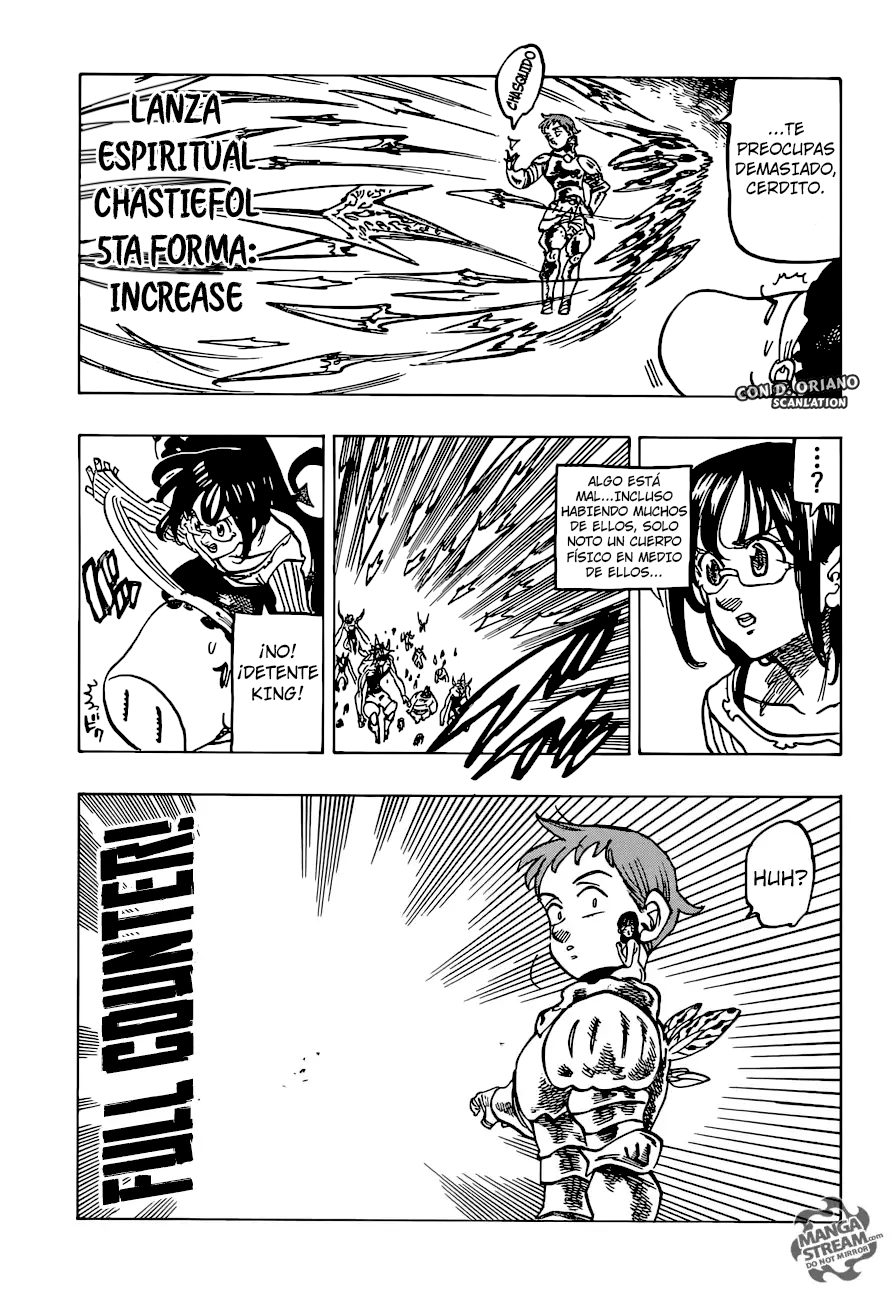 CHASQUIDO
LANZA
ESPIRITUAL
CHASTIEFOL
5TA FORMA:
INCREASE
...TE
PREOCUPAS
DEMASIADO,
CERDITO.
CON D. ORIANO
SCANLATION
...?
ALGO ESTÁ
MAL...INCLUSO
HABIENDO MUCHOS
DE ELLOS, SOLO
NOTO UN CUERPO
FÍSICO EN MEDIO
DE ELLOS...
¡NO!
¡DETENTE
KING!
HUH?
FULL COUNTER!
MANGA
STREAM.com
DO NOT MIRROR